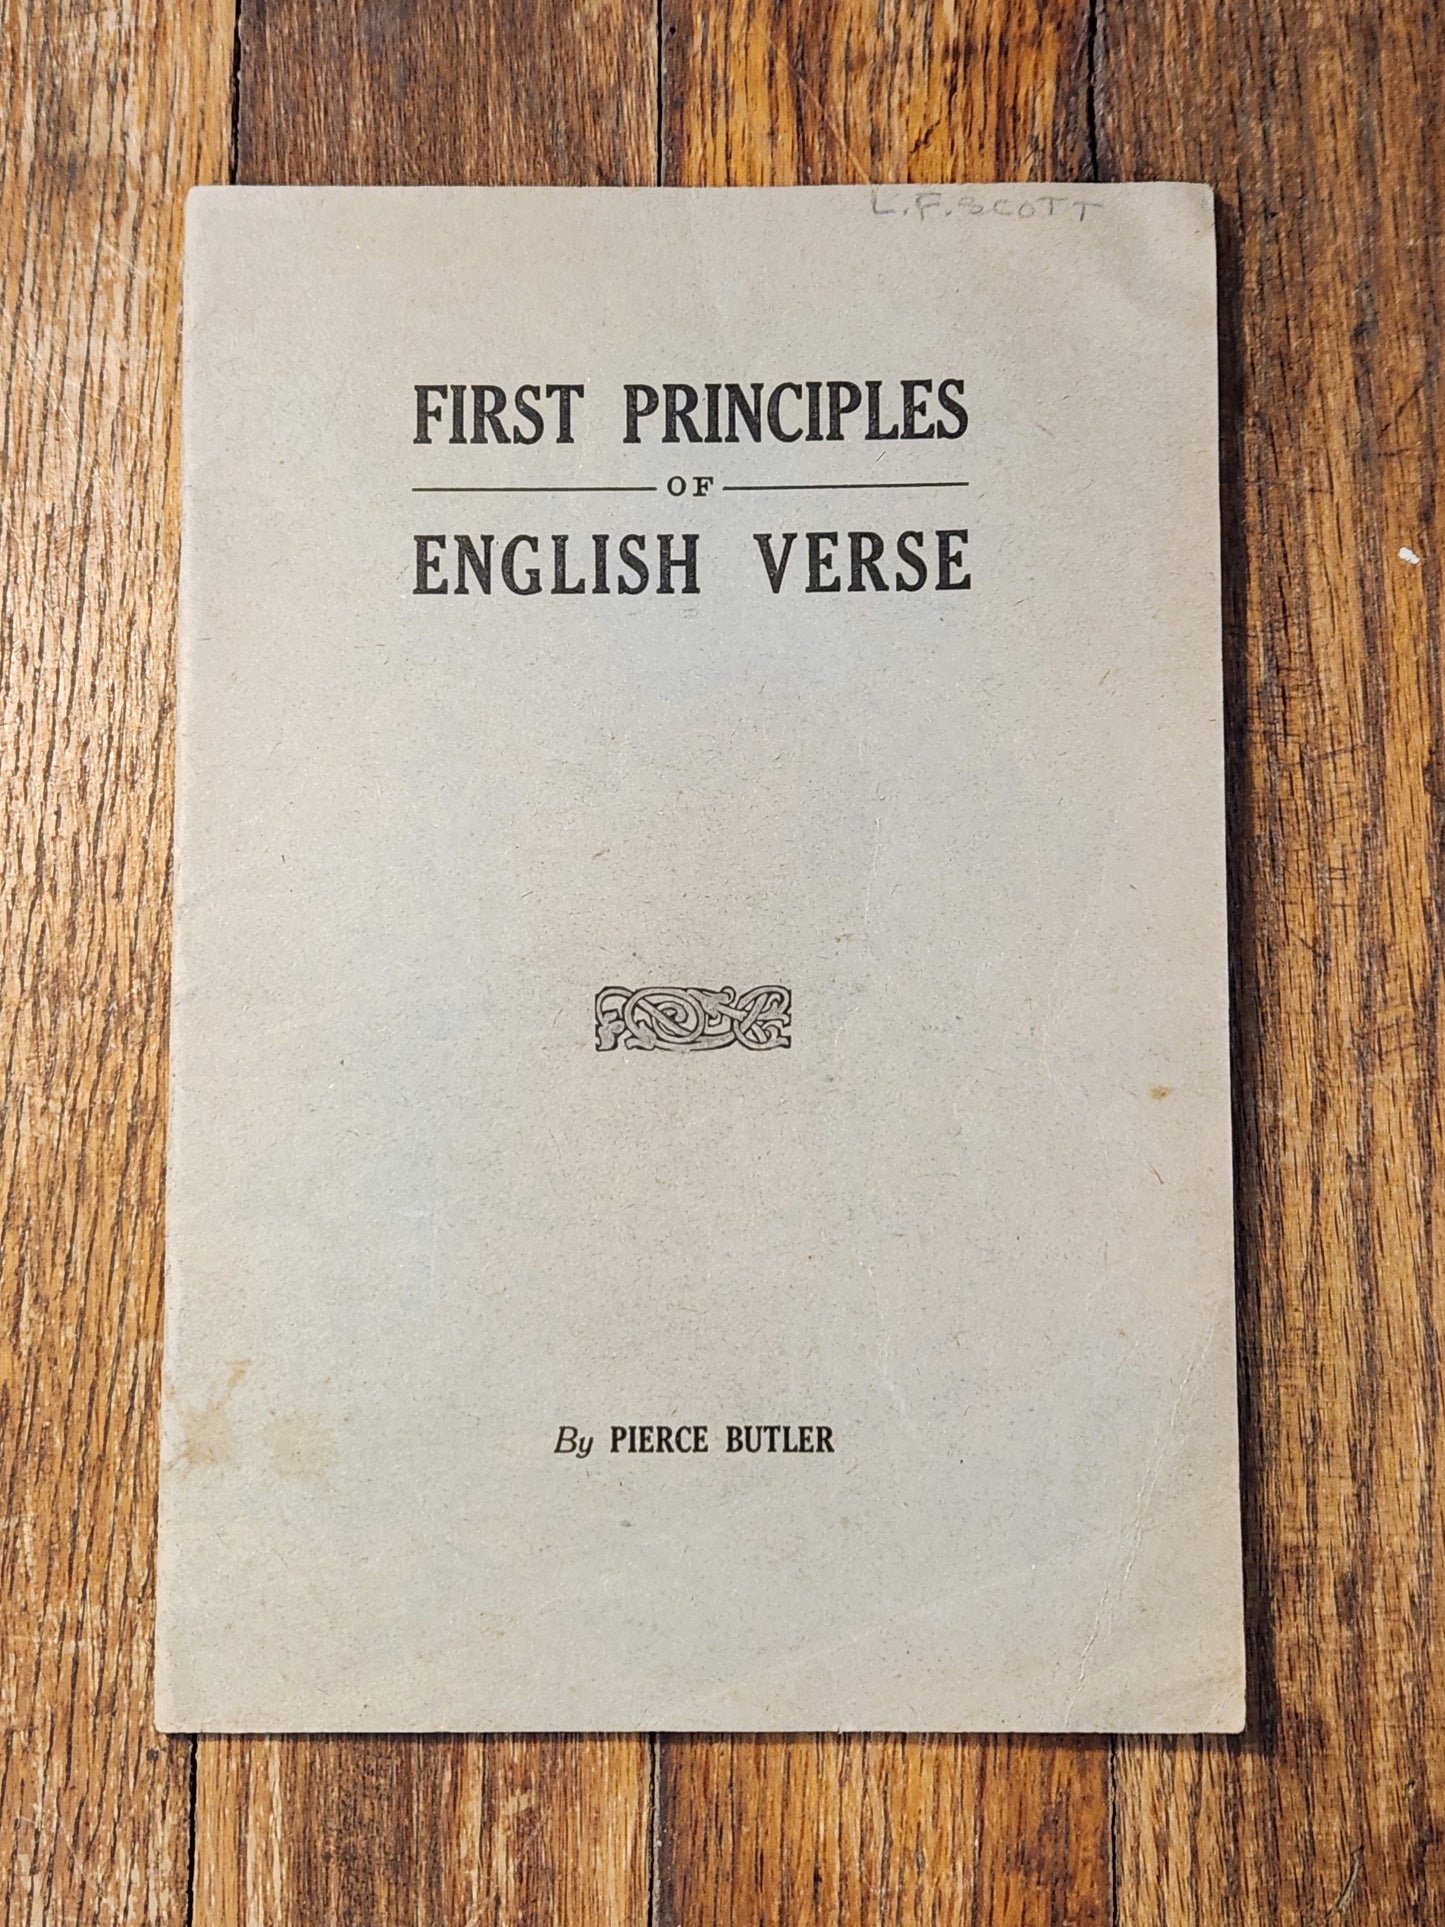 L.F. SCOTT
FIRST PRINCIPLES
OF
ENGLISH VERSE
By PIERCE BUTLER